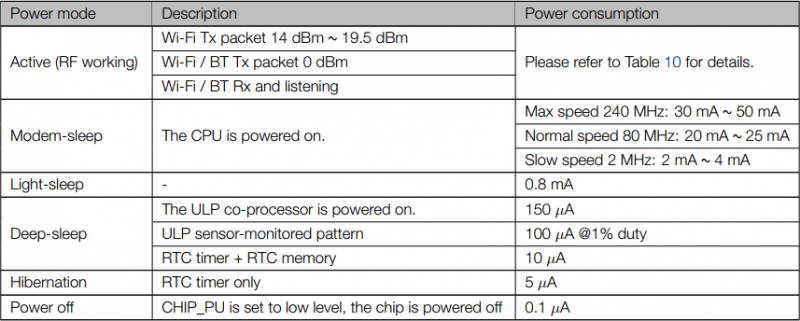 Power mode Description Power consumption
Active (RF working) Wi-Fi Tx packet 14 dBm ~ 19.5 dBm Please refer to Table 10 for details.
Wi-Fi / BT Tx packet 0 dBm
Wi-Fi / BT Rx and listening
Modem-sleep The CPU is powered on. Max speed 240 MHz: 30 mA ~ 50 mA
Normal speed 80 MHz: 20 mA ~ 25 mA
Slow speed 2 MHz: 2 mA ~ 4 mA
Light-sleep - 0.8 mA
Deep-sleep The ULP co-processor is powered on. 150 μA
ULP sensor-monitored pattern 100 μA @1% duty
RTC timer + RTC memory 10 μA
Hibernation RTC timer only 5 μA
Power off CHIP_PU is set to low level, the chip is powered off 0.1 μA